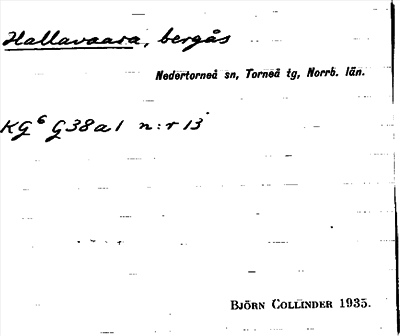 Hallavaara, bergås
Nedertorneå sn, Torneå tg, Norrb. län.
KG⁶ G38a1 n:r 13
BJÖRN COLLINDER 1935.